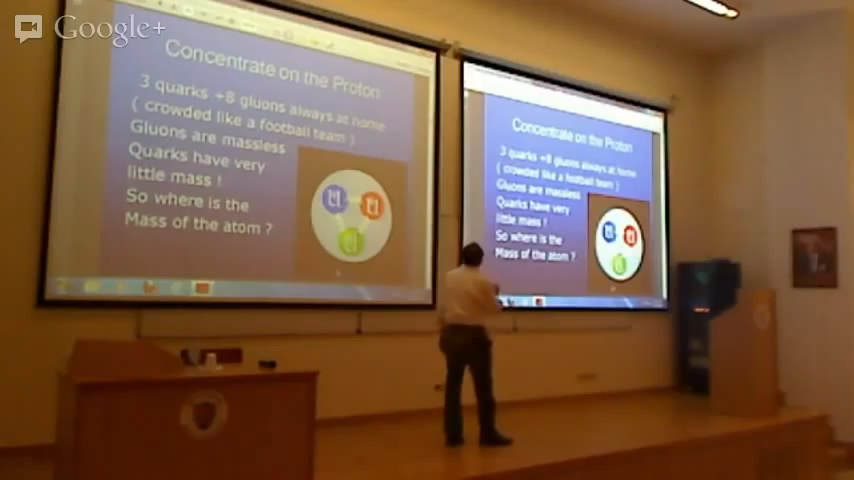 Google+
Concentrate on the Proton
3 quarks +8 gluons always at home
( crowded like a football team )
Gluons are massless
Quarks have very
little mass !
So where is the
Mass of the atom ?
Concentrate on the Proton
3 quarks +8 gluons always at home
( crowded like a football team )
Gluons are massless
Quarks have very
little mass !
So where is the
Mass of the atom ?